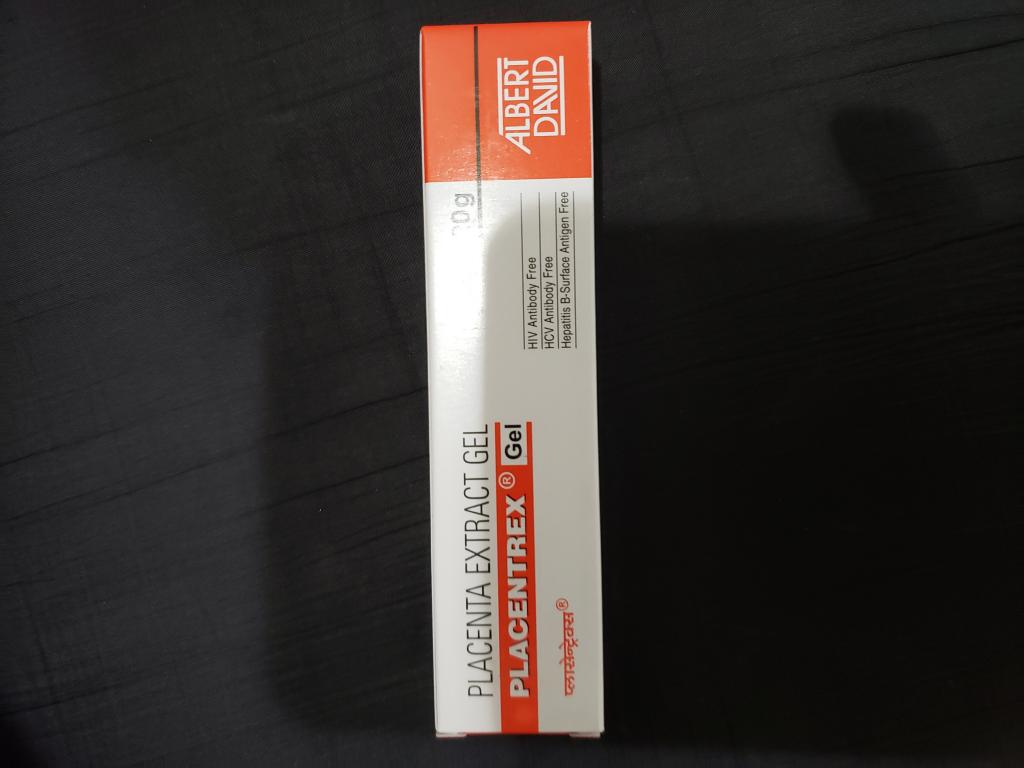 PLACENTA EXTRACT GEL
PLACENTREX® Gel
प्लासेन्ट्रेक्स®
HIV Antibody Free
HCV Antibody Free
Hepatitis B-Surface Antigen Free
ALBERT
DAVID